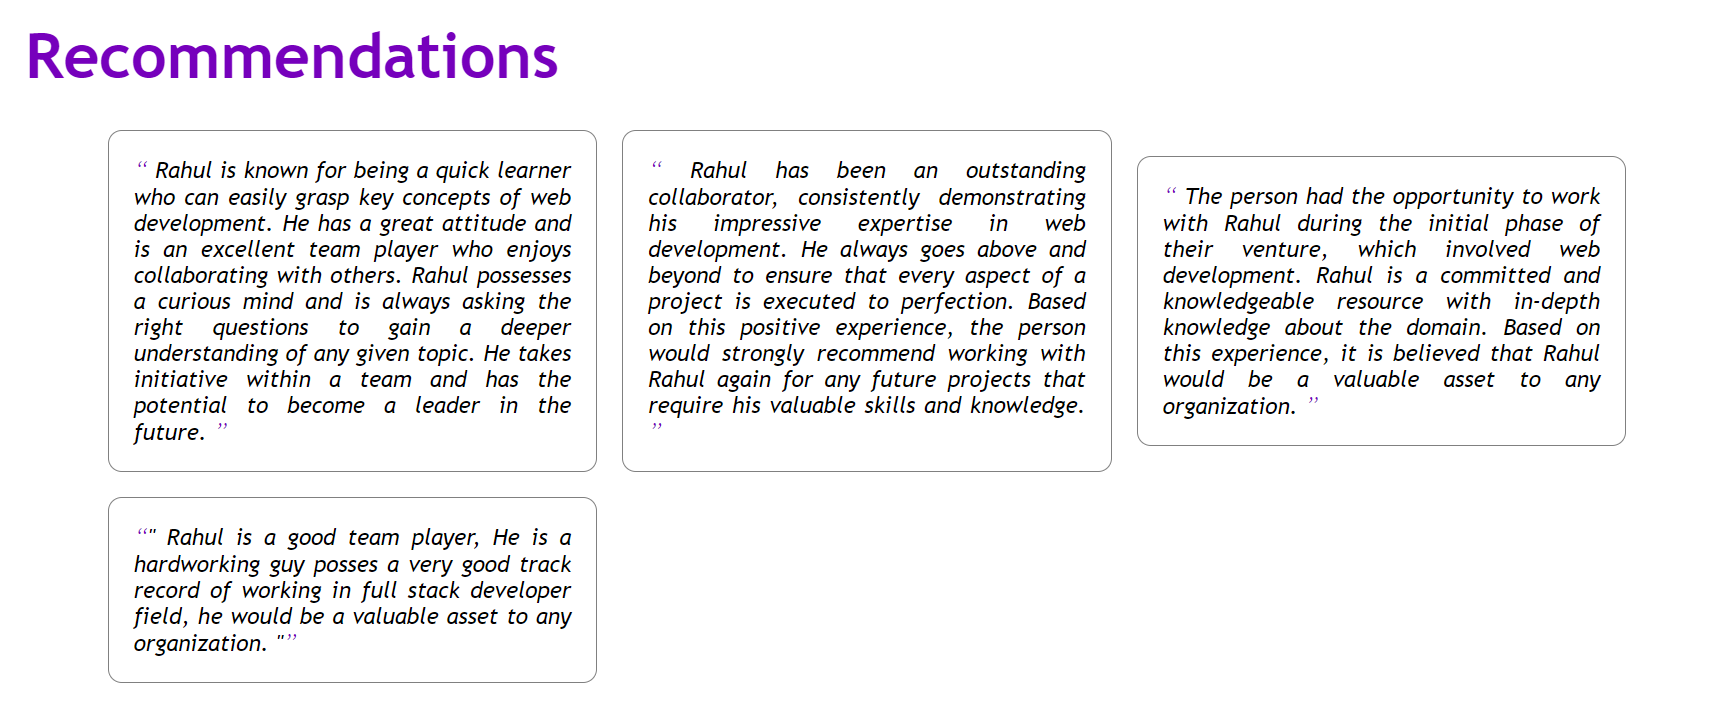 Recommendations
“ Rahul is known for being a quick learner
who can easily grasp key concepts of web
development. He has a great attitude and
is an excellent team player who enjoys
collaborating with others. Rahul possesses
a curious mind and is always asking the
right questions to gain a deeper
understanding of any given topic. He takes
initiative within a team and has the
potential to become a leader in the
future. ”
“ Rahul has been an outstanding
collaborator, consistently demonstrating
his impressive expertise in web
development. He always goes above and
beyond to ensure that every aspect of a
project is executed to perfection. Based
on this positive experience, the person
would strongly recommend working with
Rahul again for any future projects that
require his valuable skills and knowledge.
”
“ The person had the opportunity to work
with Rahul during the initial phase of
their venture, which involved web
development. Rahul is a committed and
knowledgeable resource with in-depth
knowledge about the domain. Based on
this experience, it is believed that Rahul
would be a valuable asset to any
organization. ”
“" Rahul is a good team player, He is a
hardworking guy posses a very good track
record of working in full stack developer
field, he would be a valuable asset to any
organization. "”